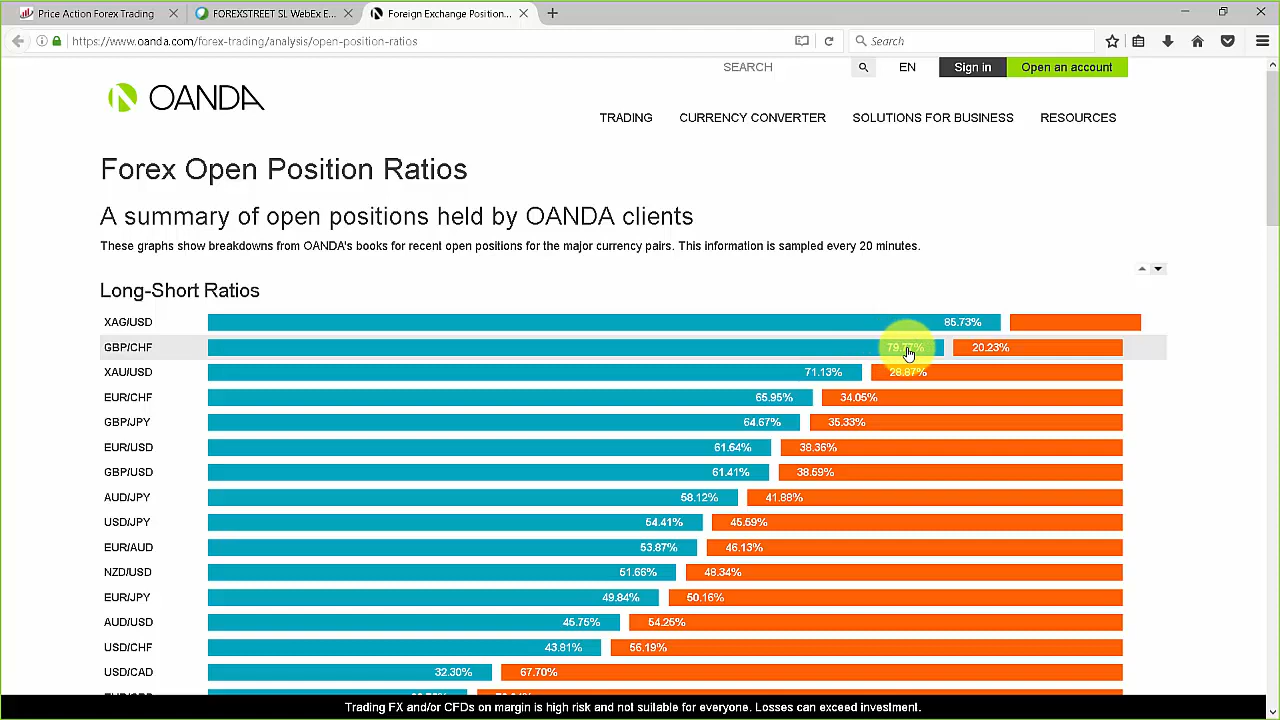 Price Action Forex Trading
FOREXSTREET SL WebEx E...
Foreign Exchange Position...
https://www.oanda.com/forex-trading/analysis/open-position-ratios
Search
SEARCH
EN
Sign in
Open an account
OANDA
TRADING
CURRENCY CONVERTER
SOLUTIONS FOR BUSINESS
RESOURCES
Forex Open Position Ratios
A summary of open positions held by OANDA clients
These graphs show breakdowns from OANDA's books for recent open positions for the major currency pairs. This information is sampled every 20 minutes.
Long-Short Ratios
XAG/USD 85.73%
GBP/CHF 79.77% 20.23%
XAU/USD 71.13% 28.87%
EUR/CHF 65.95% 34.05%
GBP/JPY 64.67% 35.33%
EUR/USD 61.64% 38.36%
GBP/USD 61.41% 38.59%
AUD/JPY 58.12% 41.88%
USD/JPY 54.41% 45.59%
EUR/AUD 53.87% 46.13%
NZD/USD 51.66% 48.34%
EUR/JPY 49.84% 50.16%
AUD/USD 45.75% 54.25%
USD/CHF 43.81% 56.19%
USD/CAD 32.30% 67.70%
Trading FX and/or CFDs on margin is high risk and not suitable for everyone. Losses can exceed investment.